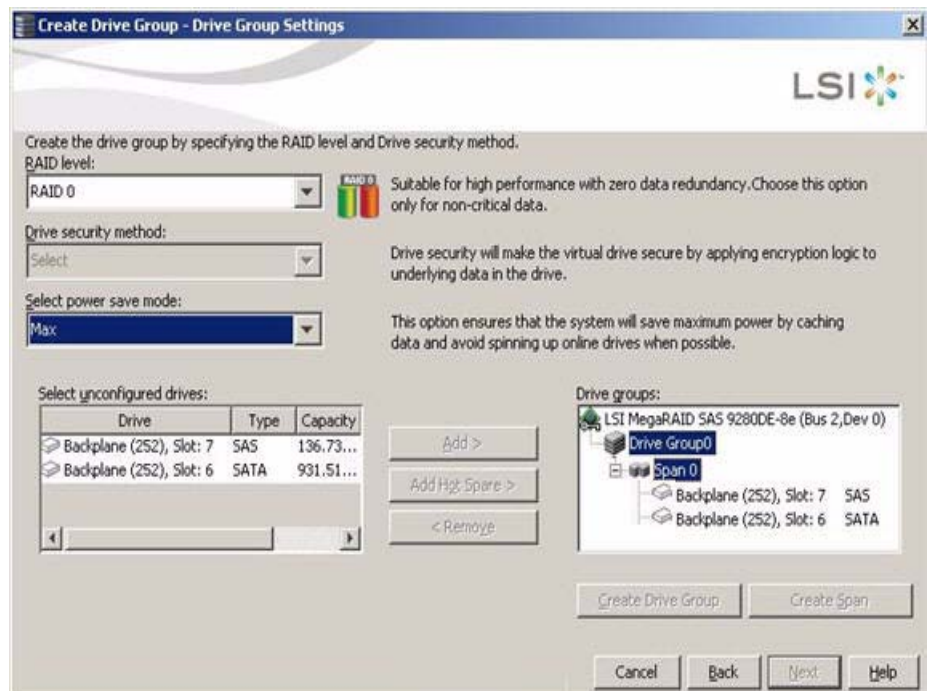 Create Drive Group - Drive Group Settings
LSI
Create the drive group by specifying the RAID level and Drive security method.
RAID level:
RAID 0
RAID 0
Suitable for high performance with zero data redundancy.Choose this option
only for non-critical data.
Drive security method:
Select
Drive security will make the virtual drive secure by applying encryption logic to
underlying data in the drive.
Select power save mode:
Max
This option ensures that the system will save maximum power by caching
data and avoid spinning up online drives when possible.
Select unconfigured drives:
Drive Type Capacity
Backplane (252), Slot: 7 SAS 136.73...
Backplane (252), Slot: 6 SATA 931.51...
Add >
Add Hot Spare >
< Remove
Drive groups:
LSI MegaRAID SAS 9280DE-8e (Bus 2,Dev 0)
Drive Group0
Span 0
Backplane (252), Slot: 7 SAS
Backplane (252), Slot: 6 SATA
Create Drive Group Create Span
Cancel Back Next Help